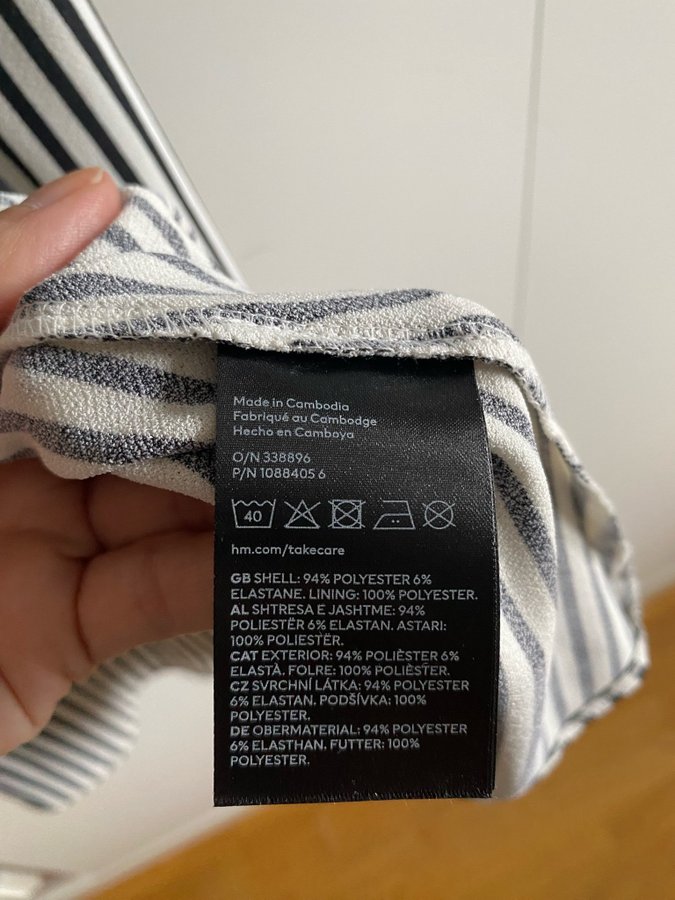 Made in Cambodia
Fabriqué au Cambodge
Hecho en Camboya
O/N 338896
P/N 1088405 6
40
hm.com/takecare
GB SHELL: 94% POLYESTER 6%
ELASTANE. LINING: 100% POLYESTER.
AL SHTRESA E JASHTME: 94%
POLIESTËR 6% ELASTAN. ASTARI:
100% POLIESTËR.
CAT EXTERIOR: 94% POLIÈSTER 6%
ELASTÀ. FOLRE: 100% POLIÈSTER.
CZ SVRCHNÍ LÁTKA: 94% POLYESTER
6% ELASTAN. PODŠÍVKA: 100%
POLYESTER.
DE OBERMATERIAL: 94% POLYESTER
6% ELASTHAN. FUTTER: 100%
POLYESTER.